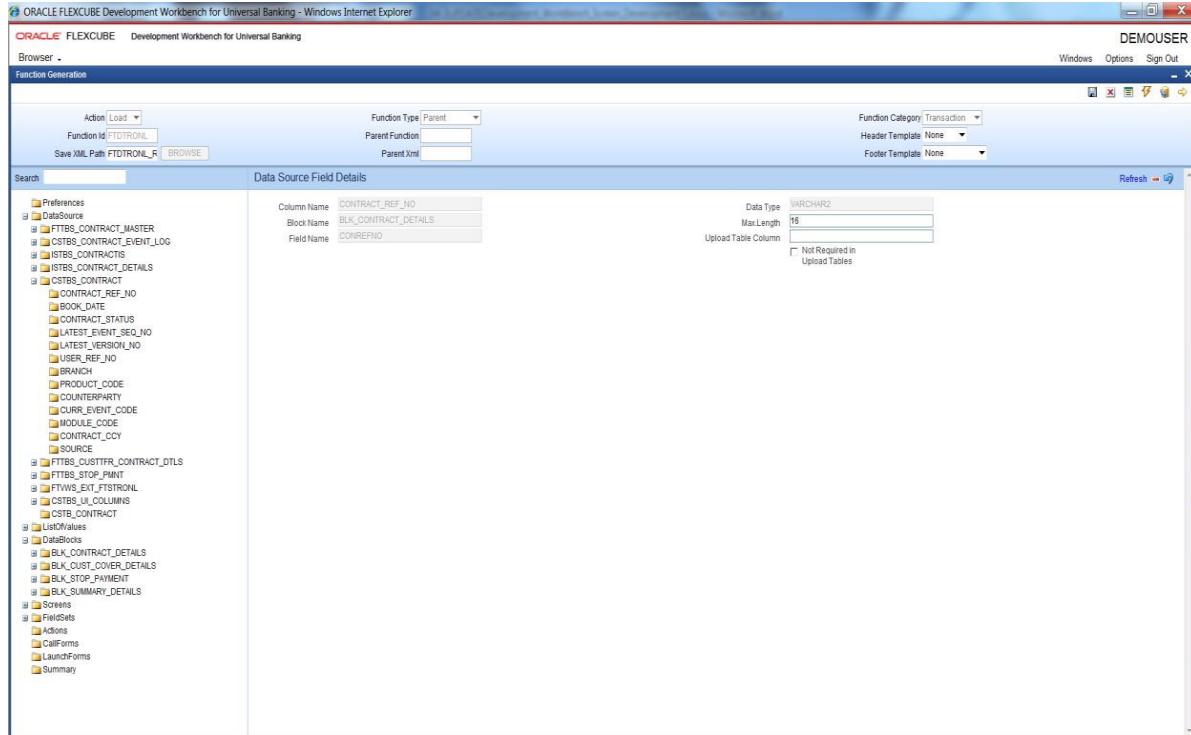 ORACLE FLEXCUBE Development Workbench for Universal Banking - Windows Internet Explorer
ORACLE FLEXCUBE Development Workbench for Universal Banking
DEMOUSER
Browser
Windows Options Sign Out
Function Generation
Action Load
Function Type Parent
Function Category Transaction
Function Id FTDTRONL
Parent Function
Header Template None
Save XML Path FTDTRONL_R BROWSE
Parent Xml
Footer Template None
Search
Data Source Field Details
Refresh
Preferences
DataSource
FTTBS_CONTRACT_MASTER
CSTBS_CONTRACT_EVENT_LOG
ISTBS_CONTRACTIS
ISTBS_CONTRACT_DETAILS
CSTBS_CONTRACT
CONTRACT_REF_NO
BOOK_DATE
CONTRACT_STATUS
LATEST_EVENT_SEQ_NO
LATEST_VERSION_NO
USER_REF_NO
BRANCH
PRODUCT_CODE
COUNTERPARTY
CURR_EVENT_CODE
MODULE_CODE
CONTRACT_CCY
SOURCE
FTTBS_CUSTTFR_CONTRACT_DTLS
FTTBS_STOP_PMNT
FTVWS_EXT_FTSTRONL
CSTBS_UI_COLUMNS
CSTB_CONTRACT
ListOfValues
DataBlocks
BLK_CONTRACT_DETAILS
BLK_CUST_COVER_DETAILS
BLK_STOP_PAYMENT
BLK_SUMMARY_DETAILS
Screens
FieldSets
Actions
CallForms
LaunchForms
Summary
Column Name CONTRACT_REF_NO
Block Name BLK_CONTRACT_DETAILS
Field Name CONREFNO
Data Type VARCHAR2
Max.Length 16
Upload Table Column
Not Required in
Upload Tables